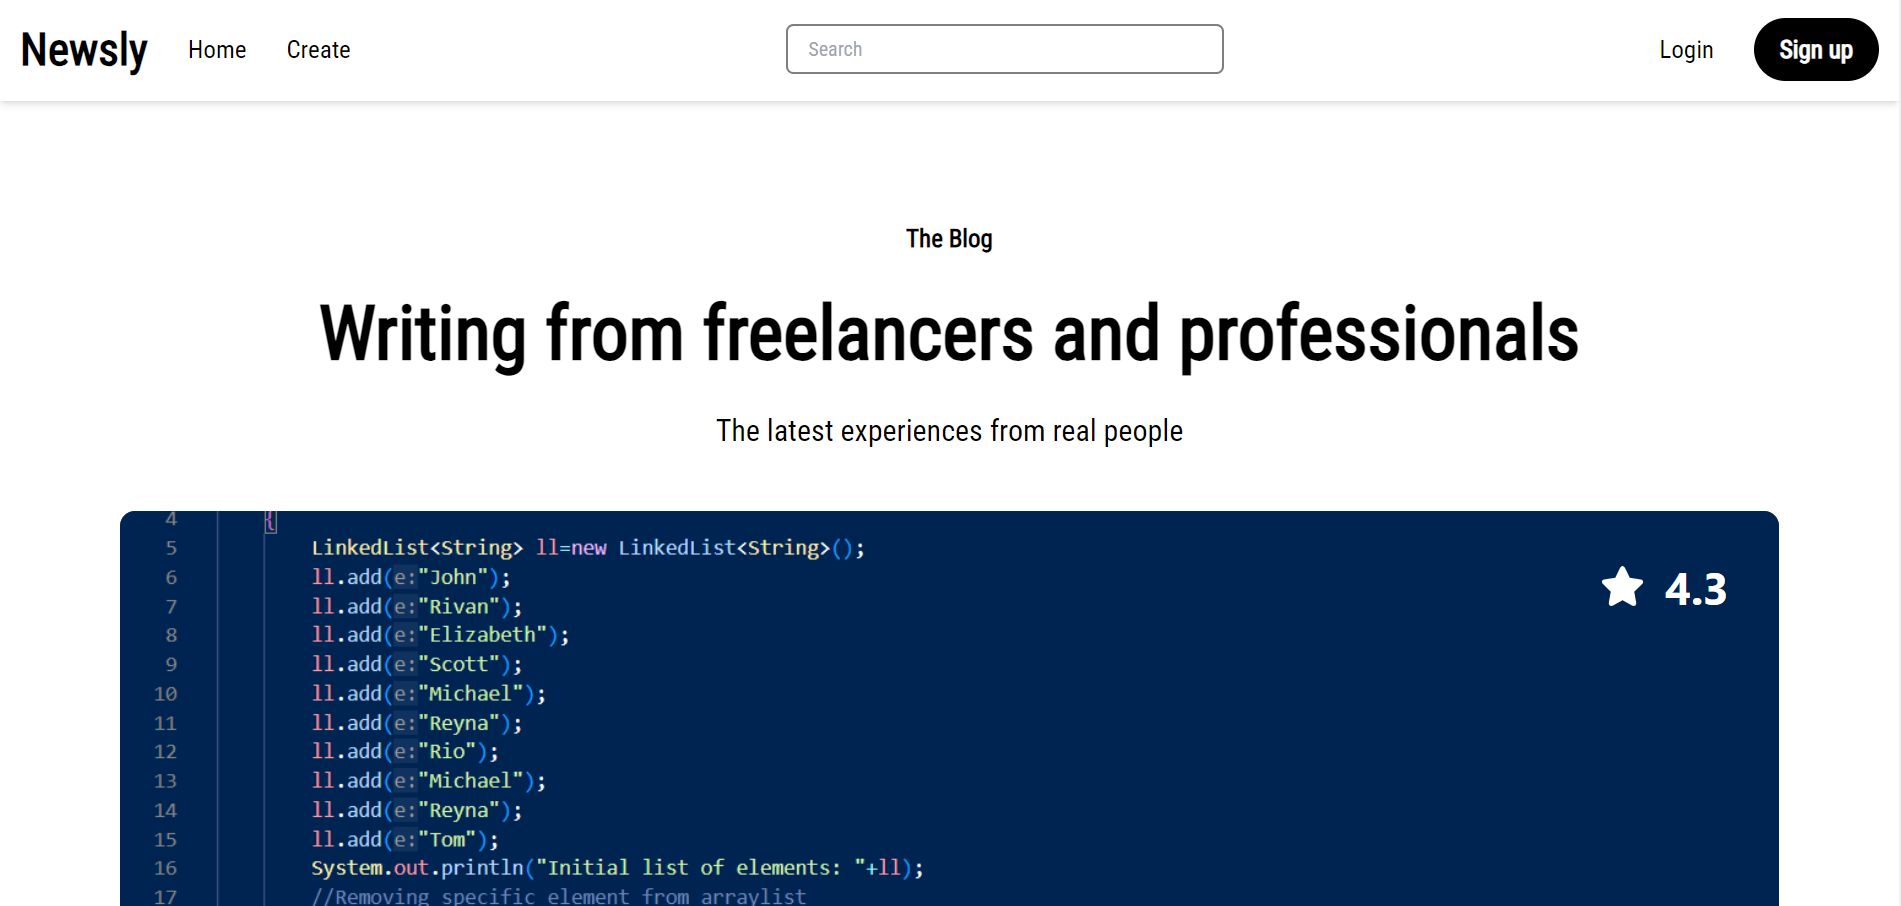 Newsly Home Create Search Login Sign up
The Blog
Writing from freelancers and professionals
The latest experiences from real people
4 {
5 LinkedList<String> ll=new LinkedList<String>();
6 ll.add(e:"John");
4.3
7 ll.add(e:"Rivan");
8 ll.add(e:"Elizabeth");
9 ll.add(e:"Scott");
10 ll.add(e:"Michael");
11 ll.add(e:"Reyna");
12 ll.add(e:"Rio");
13 ll.add(e:"Michael");
14 ll.add(e:"Reyna");
15 ll.add(e:"Tom");
16 System.out.println("Initial list of elements: "+ll);
17 //Removing specific element from arraylist